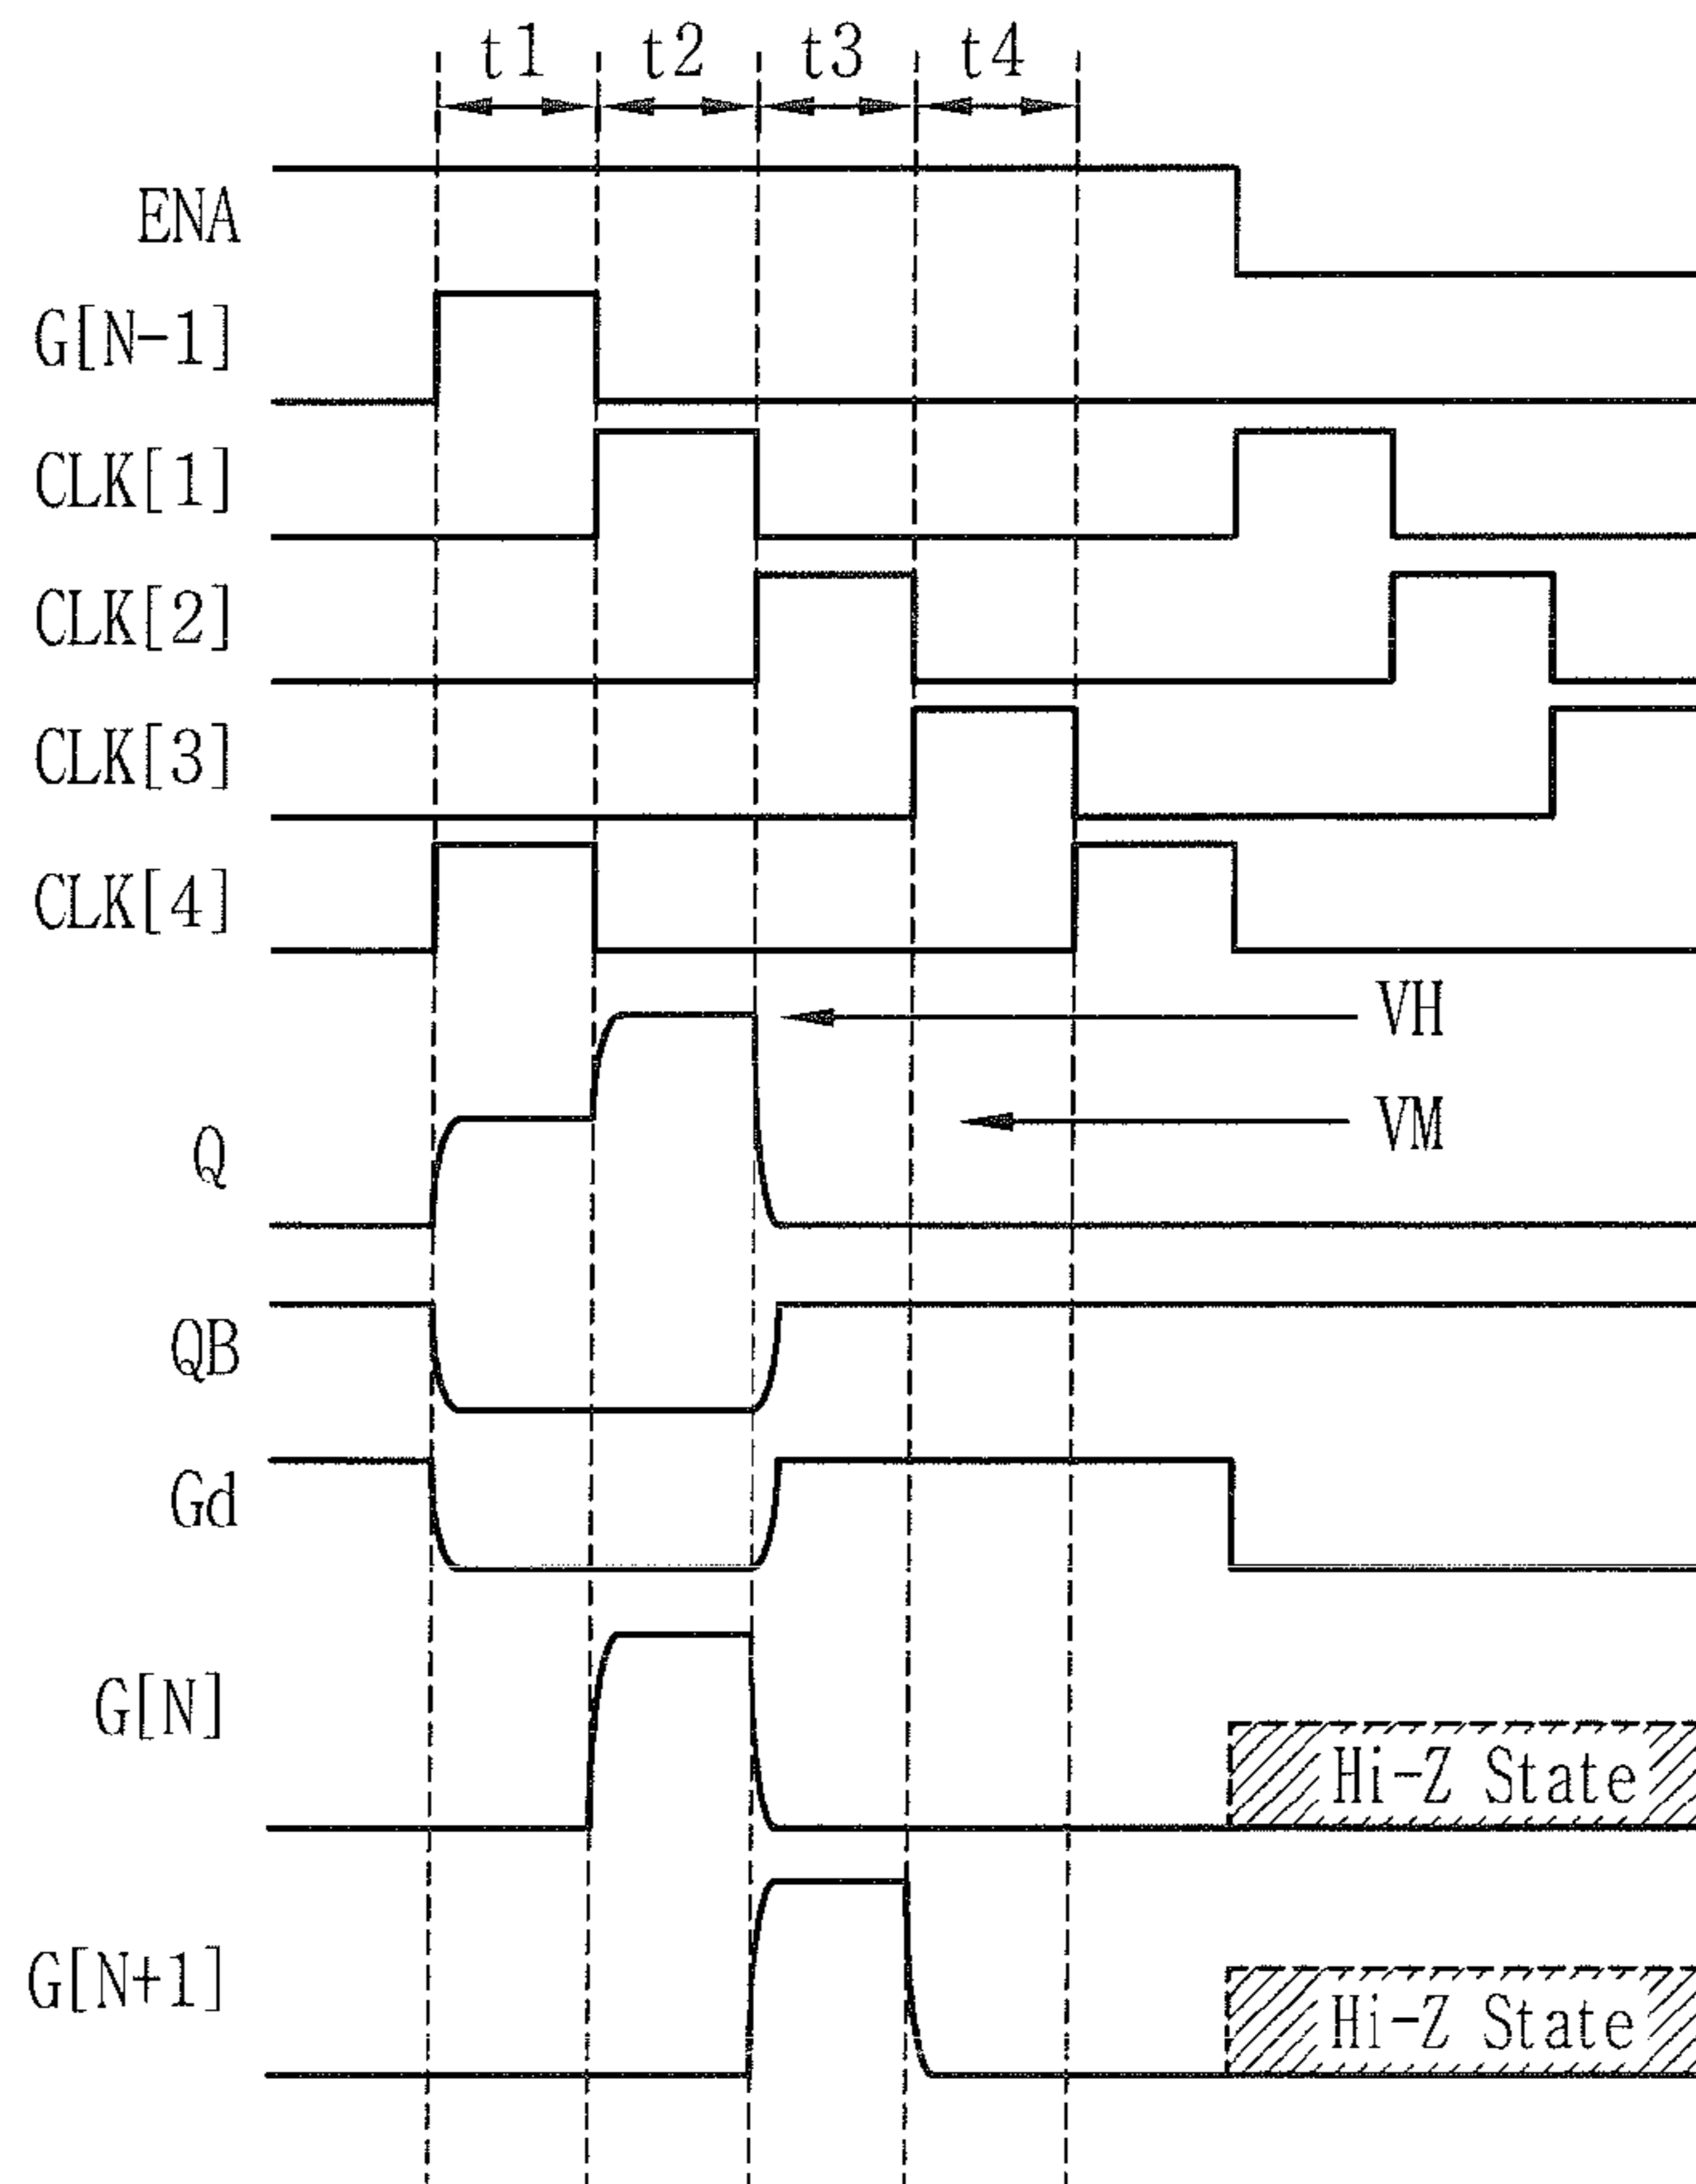 t1 t2 t3 t4
ENA
G[N-1]
CLK[1]
CLK[2]
CLK[3]
CLK[4]
VH
VM
Q
QB
Gd
G[N]
Hi-Z State
G[N+1]
Hi-Z State